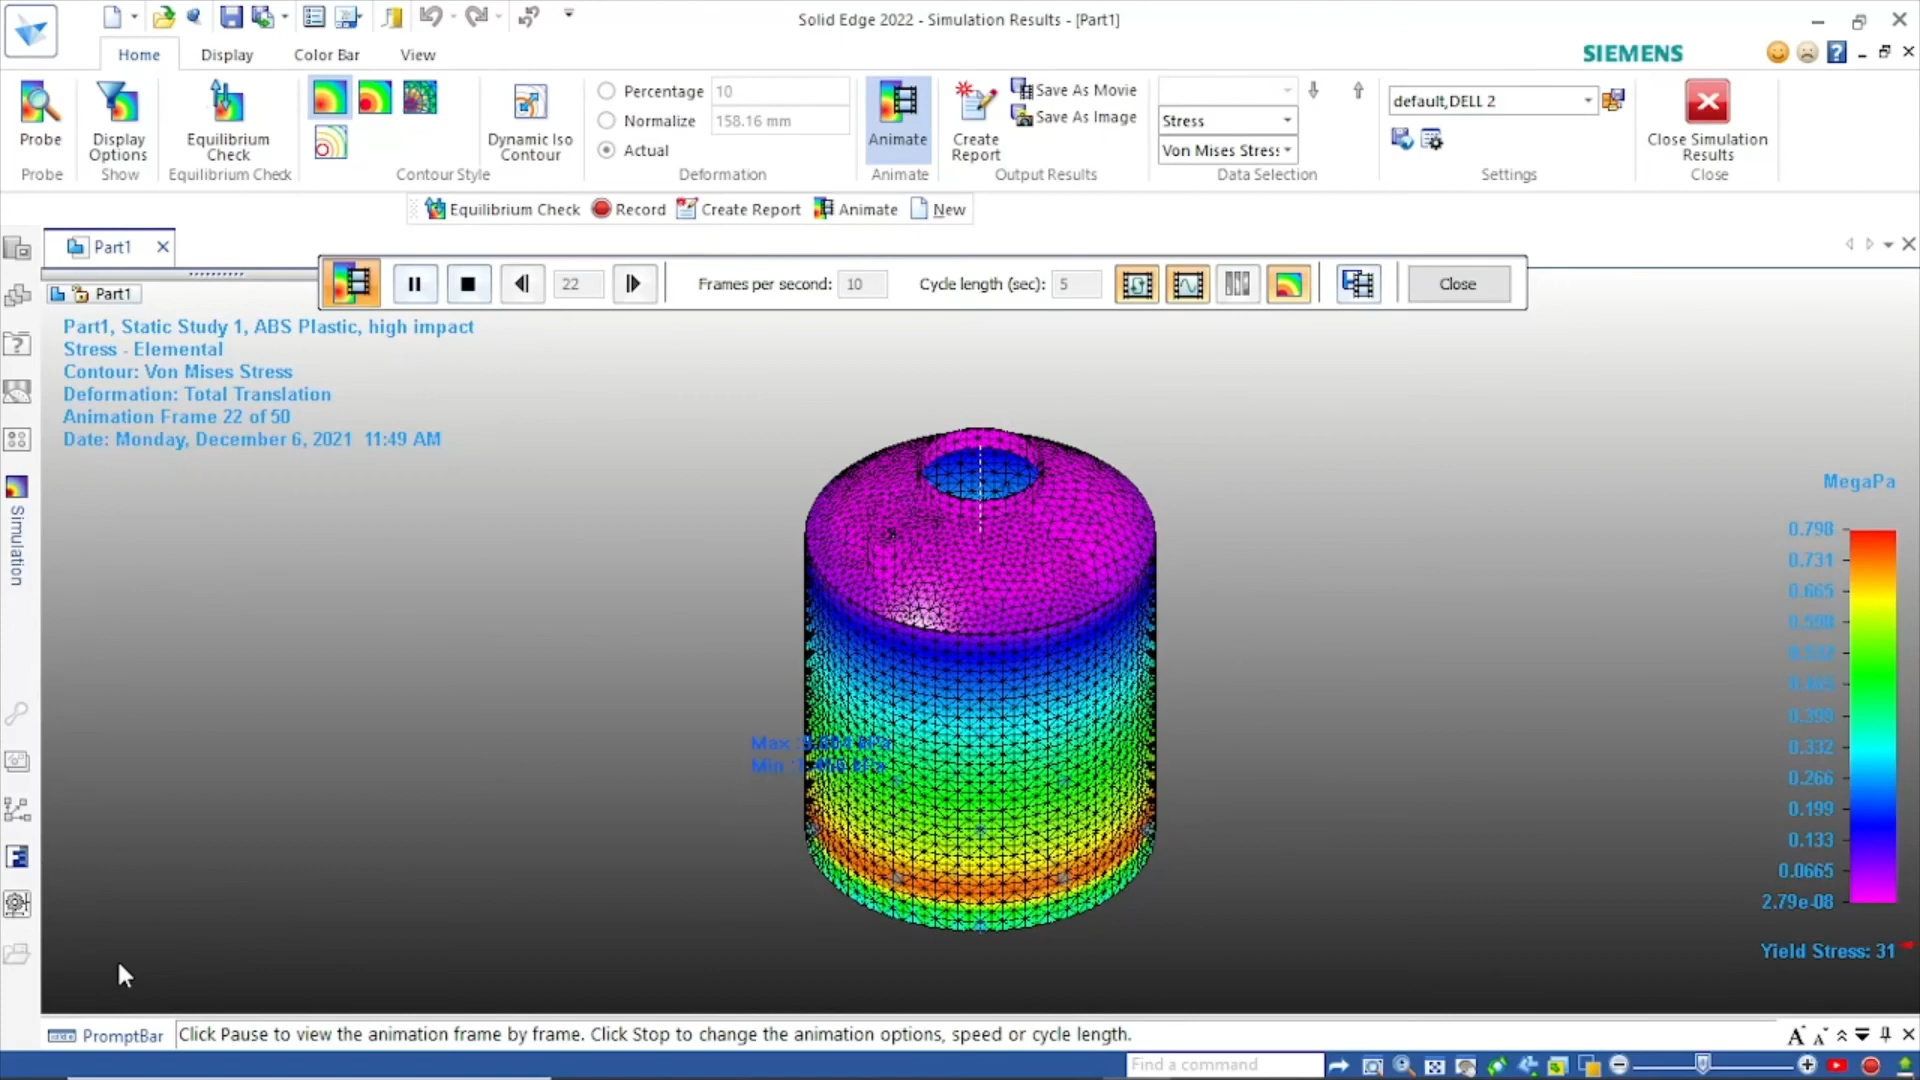 Solid Edge 2022 - Simulation Results - [Part1]
Home
Display
Color Bar
View
SIEMENS
Probe
Display Options
Equilibrium Check
Dynamic Iso Contour
Percentage 10
Normalize 158.16 mm
Actual
Animate
Create Report
Save As Movie
Save As Image
Stress
Von Mises Stres
default,DELL 2
Close Simulation Results
Probe
Show
Equilibrium Check
Contour Style
Deformation
Animate
Output Results
Data Selection
Settings
Close
Equilibrium Check
Record
Create Report
Animate
New
Part1
Part1
22
Frames per second: 10
Cycle length (sec): 5
Close
Part1, Static Study 1, ABS Plastic, high impact
Stress - Elemental
Contour: Von Mises Stress
Deformation: Total Translation
Animation Frame 22 of 50
Date: Monday, December 6, 2021 11:49 AM
Simulation
Max :
Min :
MegaPa
0.798
0.731
0.665
0.598
0.399
0.332
0.266
0.199
0.133
0.0665
2.79e-08
Yield Stress: 31
PromptBar
Click Pause to view the animation frame by frame. Click Stop to change the animation options, speed or cycle length.
Find a command